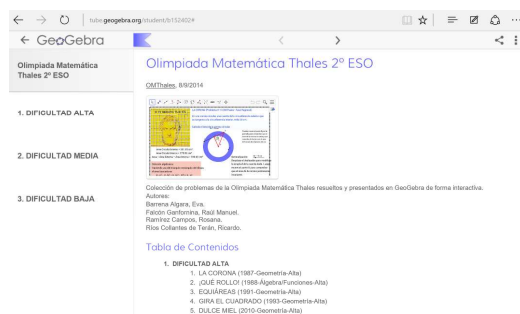 tube.geogebra.org/student/b152402#
GeoGebra
Olimpiada Matemática
Thales 2º ESO
1. DIFICULTAD ALTA
2. DIFICULTAD MEDIA
3. DIFICULTAD BAJA
Olimpiada Matemática Thales 2º ESO
OMThales, 8/9/2014
Colección de problemas de la Olimpiada Matemática Thales resueltos y presentados en GeoGebra de forma interactiva.
Autores:
Barrena Algara, Eva.
Falcón Ganfornina, Raúl Manuel.
Ramírez Campos, Rosana.
Ríos Collantes de Terán, Ricardo.
Tabla de Contenidos
1. DIFICULTAD ALTA
1. LA CORONA (1987-Geometría-Alta)
2. ¡QUÉ ROLLO! (1988-Álgebra/Funciones-Alta)
3. EQUIÁREAS (1991-Geometría-Alta)
4. GIRA EL CUADRADO (1993-Geometría-Alta)
5. DULCE MIEL (2010-Geometría-Alta)